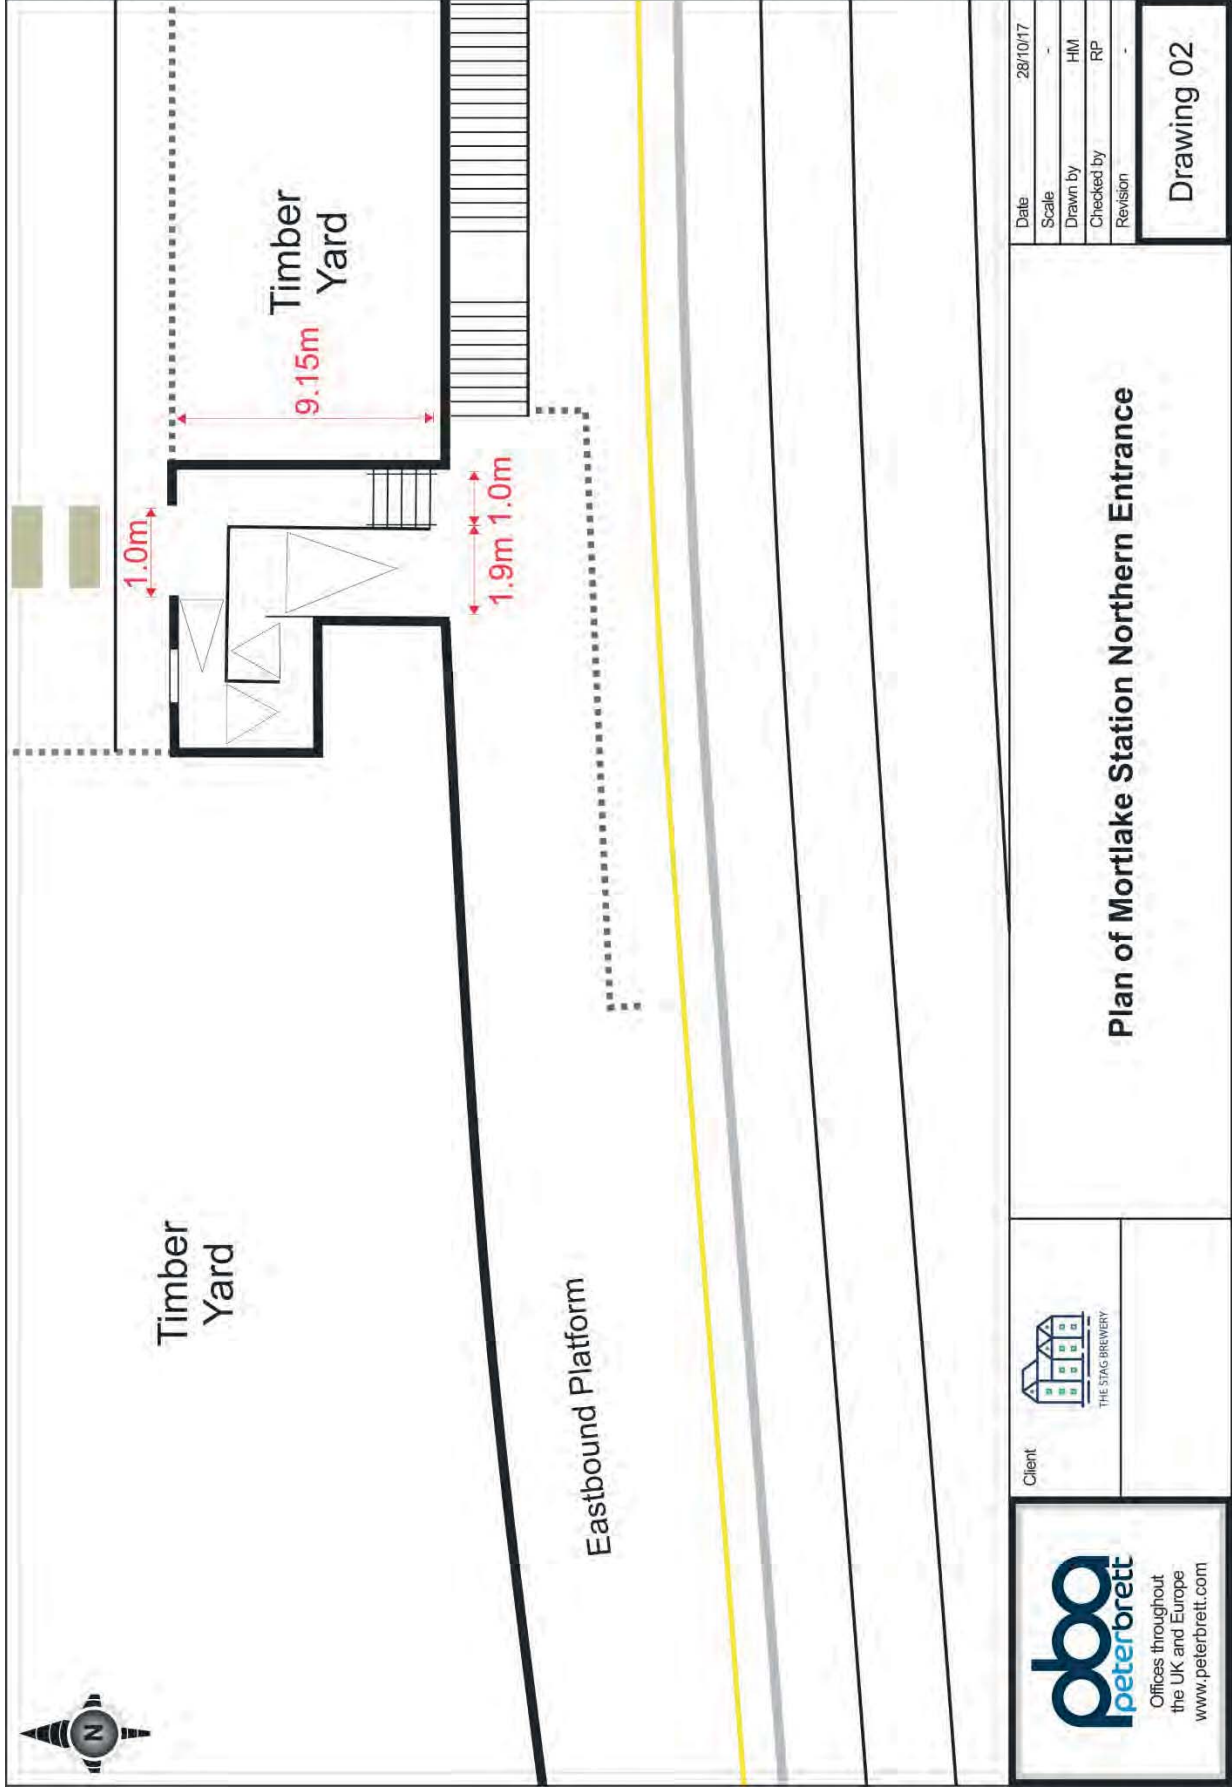 N
Timber
Yard
Timber
Yard
1.0m
9.15m
1.9m
1.0m
Eastbound Platform
pba
peterbrett
Offices throughout
the UK and Europe
www.peterbrett.com
Client
THE STAG BREWERY
Plan of Mortlake Station Northern Entrance
Date 28/10/17
Scale -
Drawn by HM
Checked by RP
Revision -
Drawing 02